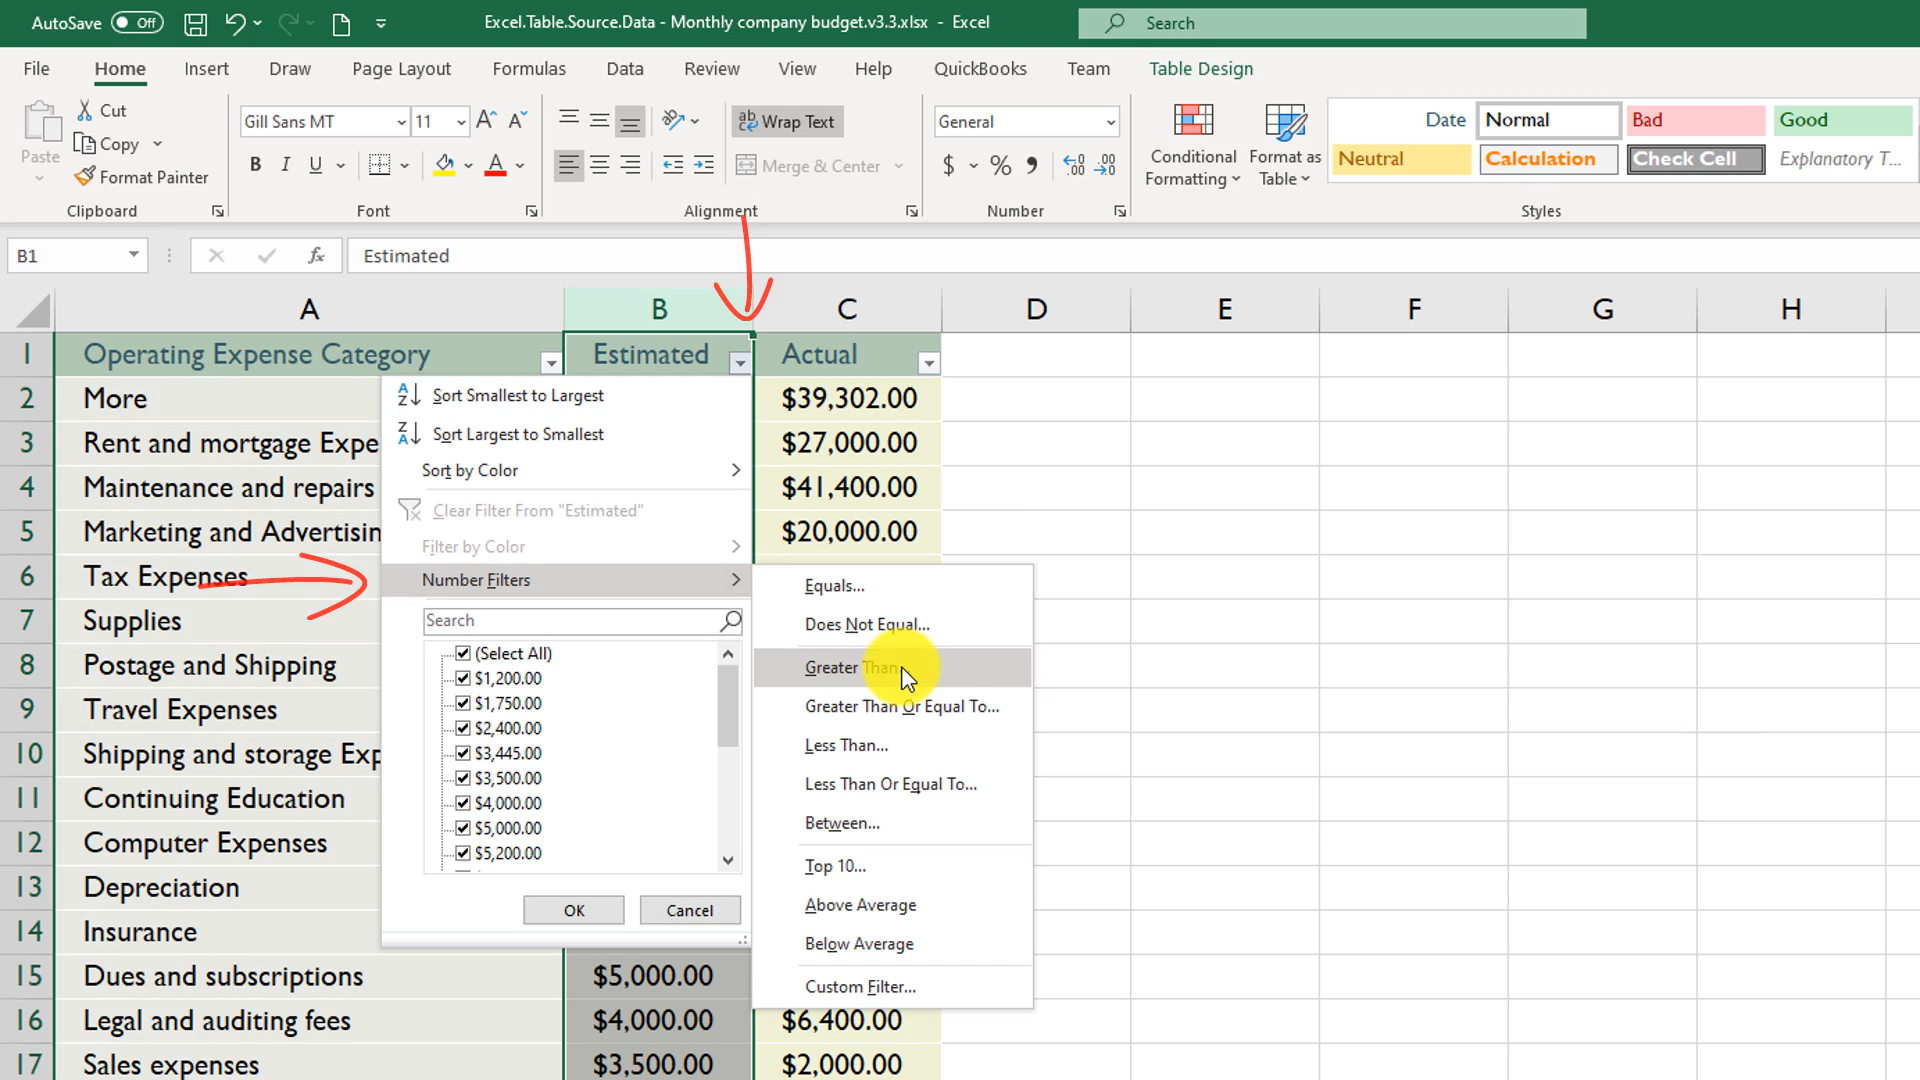 AutoSave Off Excel.Table.Source.Data - Monthly company budget.v3.3.xlsx - Excel Search
File Home Insert Draw Page Layout Formulas Data Review View Help QuickBooks Team Table Design
Paste
Cut
Copy
Format Painter
Clipboard
Gill Sans MT 11
B I U
Font
Wrap Text
Merge & Center
Alignment
General
$ % ,
Number
Conditional Formatting
Format as Table
Date Normal Bad Good
Neutral Calculation Check Cell Explanatory T...
Styles
B1 fx Estimated
A B C D E F G H
1 Operating Expense Category Estimated Actual
2 More $39,302.00
3 Rent and mortgage Expe $27,000.00
4 Maintenance and repairs $41,400.00
5 Marketing and Advertisin $20,000.00
6 Tax Expenses
7 Supplies
8 Postage and Shipping
9 Travel Expenses
10 Shipping and storage Exp
11 Continuing Education
12 Computer Expenses
13 Depreciation
14 Insurance
15 Dues and subscriptions $5,000.00
16 Legal and auditing fees $4,000.00 $6,400.00
17 Sales expenses $3,500.00 $2,000.00
Sort Smallest to Largest
Sort Largest to Smallest
Sort by Color
Clear Filter From "Estimated"
Filter by Color
Number Filters
Search
(Select All)
$1,200.00
$1,750.00
$2,400.00
$3,445.00
$3,500.00
$4,000.00
$5,000.00
$5,200.00
OK Cancel
Equals...
Does Not Equal...
Greater Than
Greater Than Or Equal To...
Less Than...
Less Than Or Equal To...
Between...
Top 10...
Above Average
Below Average
Custom Filter...